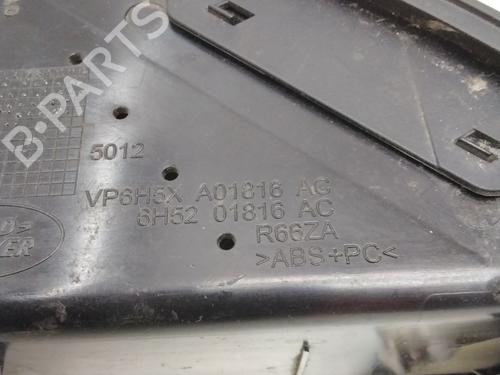 B-PARTS
5012
VP6H5X A01816 AG
6H52 01816 AC
R66ZA
>ABS+PC<